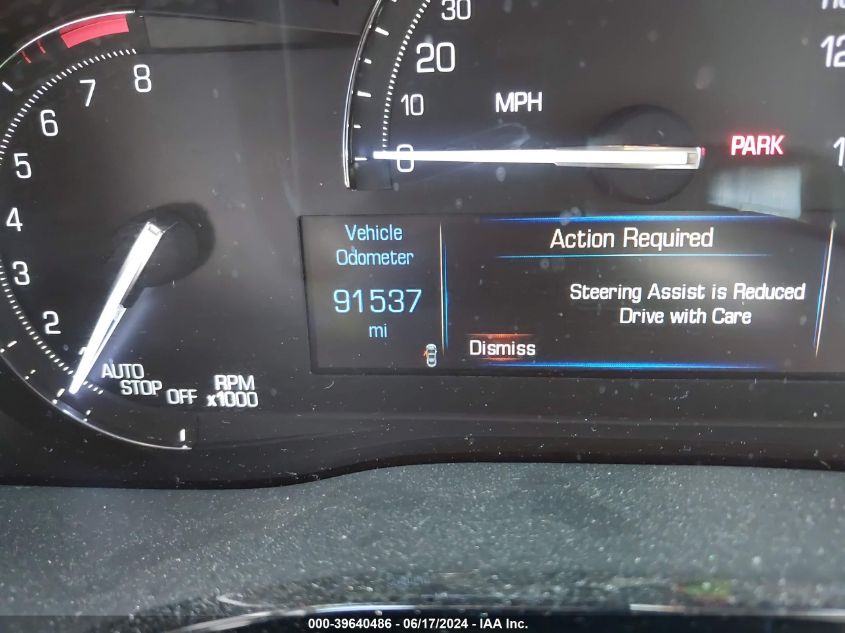 30
20
10
0
MPH
PARK
8
7
6
5
4
3
2
AUTO
STOP
OFF
RPM
x1000
Vehicle
Odometer
91537
mi
Action Required
Steering Assist is Reduced
Drive with Care
Dismiss
000-39640486 - 06/17/2024 - IAA Inc.